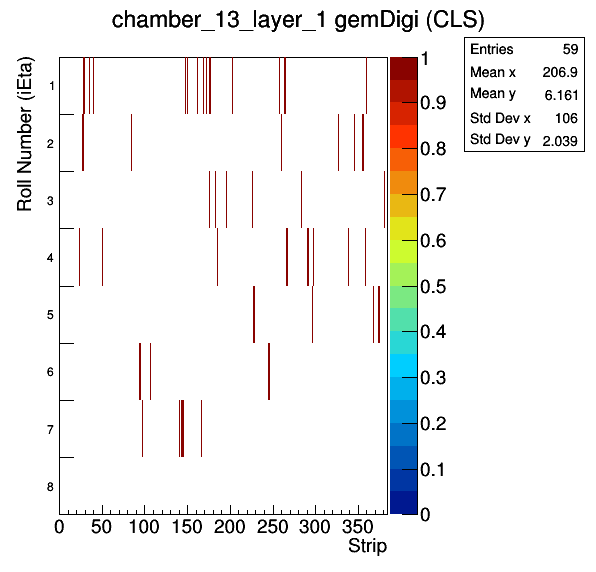 chamber_13_layer_1 gemDigi (CLS)
Entries 59
Mean x 206.9
Mean y 6.161
Std Dev x 106
Std Dev y 2.039
Roll Number (iEta)
1
2
3
4
5
6
7
8
0 50 100 150 200 250 300 350
Strip
1
0.9
0.8
0.7
0.6
0.5
0.4
0.3
0.2
0.1
0